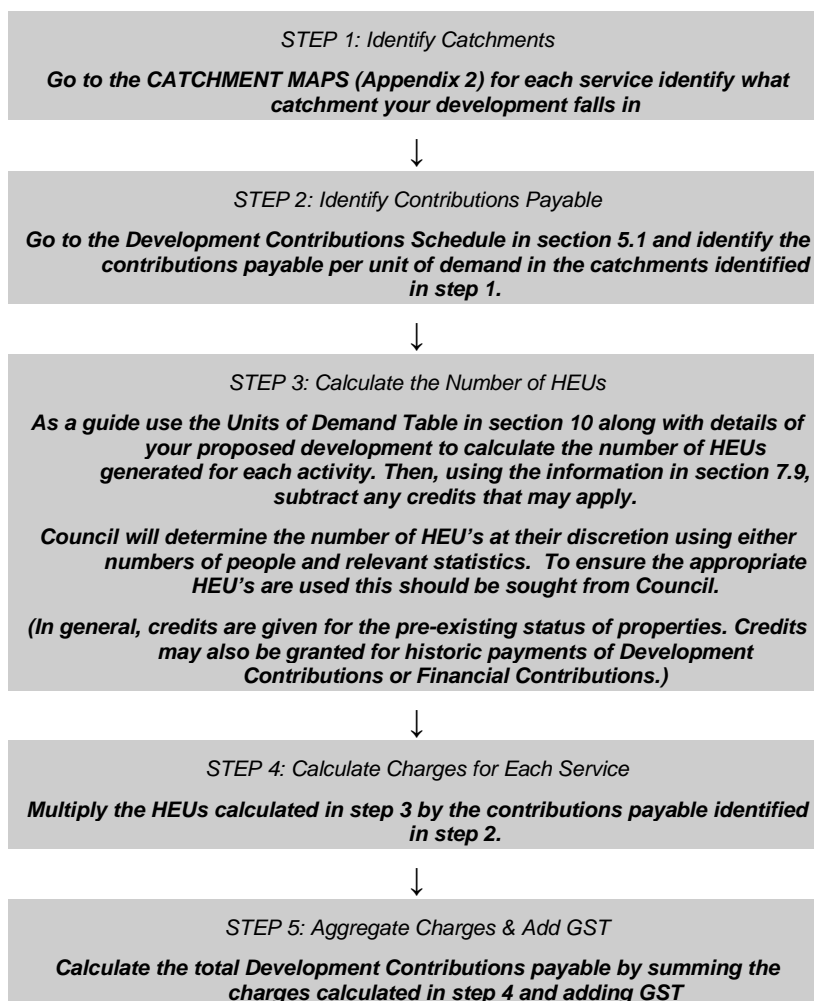 STEP 1: Identify Catchments
Go to the CATCHMENT MAPS (Appendix 2) for each service identify what
catchment your development falls in
↓
STEP 2: Identify Contributions Payable
Go to the Development Contributions Schedule in section 5.1 and identify the
contributions payable per unit of demand in the catchments identified
in step 1.
↓
STEP 3: Calculate the Number of HEUs
As a guide use the Units of Demand Table in section 10 along with details of
your proposed development to calculate the number of HEUs
generated for each activity. Then, using the information in section 7.9,
subtract any credits that may apply.
Council will determine the number of HEU's at their discretion using either
numbers of people and relevant statistics. To ensure the appropriate
HEU's are used this should be sought from Council.
(In general, credits are given for the pre-existing status of properties. Credits
may also be granted for historic payments of Development
Contributions or Financial Contributions.)
↓
STEP 4: Calculate Charges for Each Service
Multiply the HEUs calculated in step 3 by the contributions payable identified
in step 2.
↓
STEP 5: Aggregate Charges & Add GST
Calculate the total Development Contributions payable by summing the
charges calculated in step 4 and adding GST